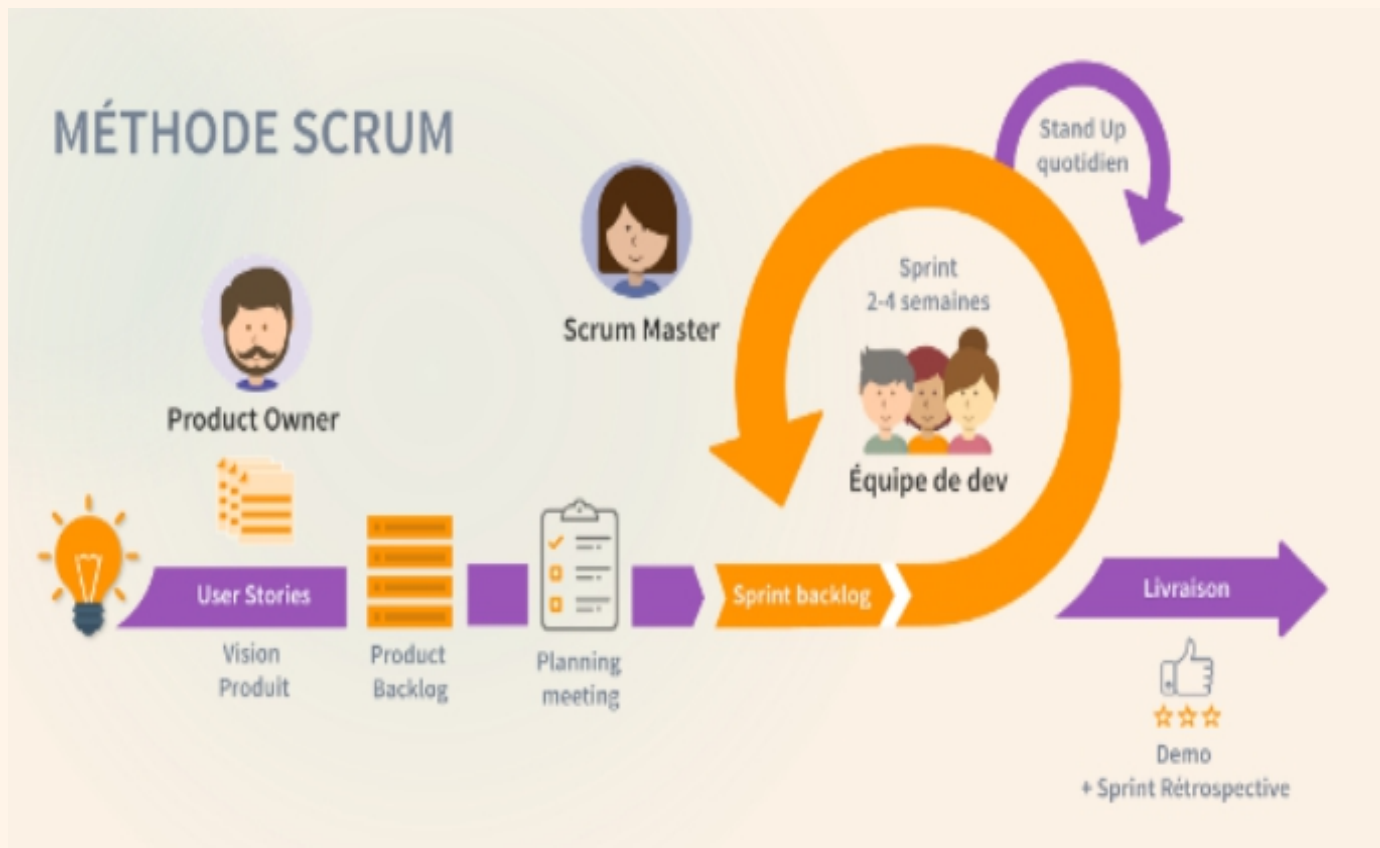 MÉTHODE SCRUM
Stand Up
quotidien
Scrum Master
Sprint
2-4 semaines
Product Owner
Équipe de dev
User Stories
Sprint backlog
Livraison
Vision
Produit
Product
Backlog
Planning
meeting
Demo
+ Sprint Rétrospective